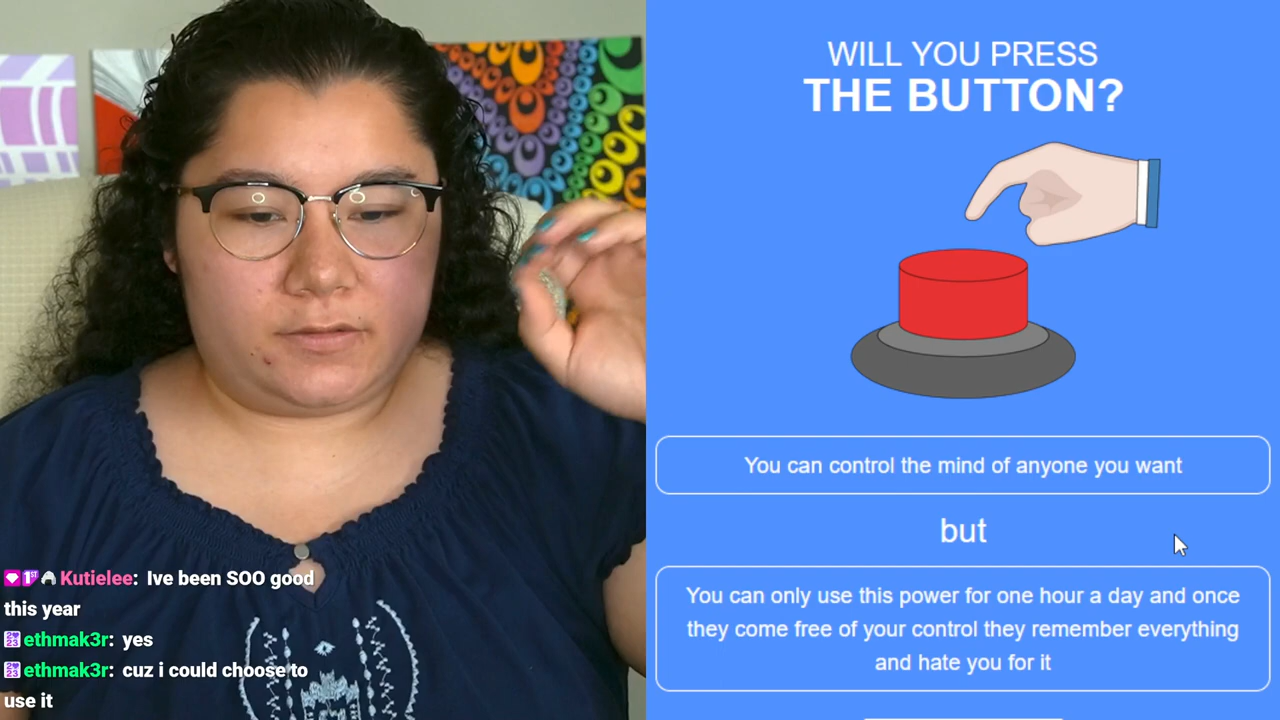 WILL YOU PRESS
THE BUTTON?
You can control the mind of anyone you want
but
You can only use this power for one hour a day and once
they come free of your control they remember everything
and hate you for it
Kutielee: Ive been SOO good
this year
ethmak3r: yes
ethmak3r: cuz i could choose to
use it